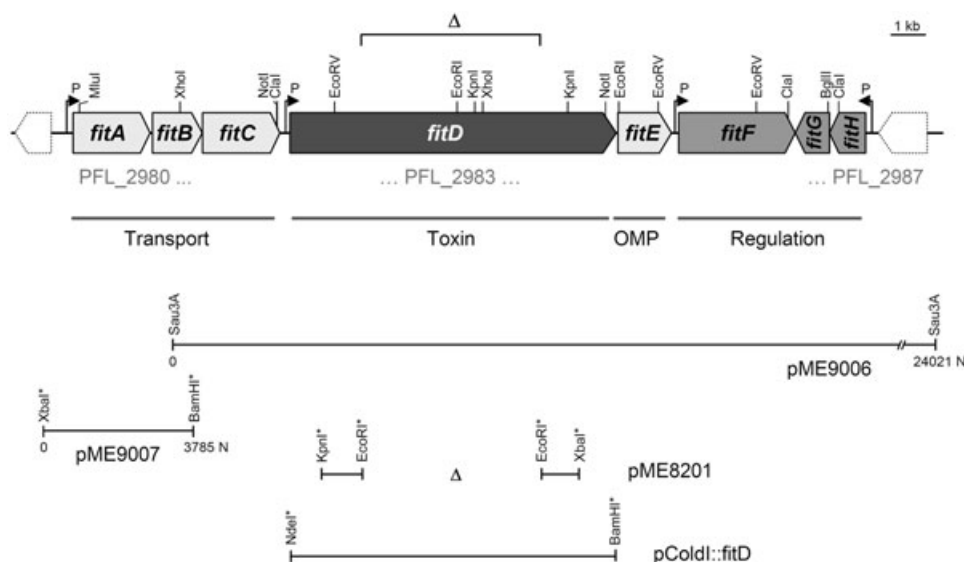 Δ
1 kb
P MluI XhoI NotI ClaI P EcoRV EcoRI KpnI XhoI KpnI NotI EcoRI EcoRV P EcoRV ClaI BglII ClaI P
fitA fitB fitC fitD fitE fitF fitG fitH
PFL_2980 ... ... PFL_2983 ... ... PFL_2987
Transport Toxin OMP Regulation
Sau3A Sau3A
0 24021 N
pME9006
XbaI* BamHI*
0 3785 N
pME9007
KpnI* EcoRI* EcoRI* XbaI*
Δ pME8201
NdeI* BamHI*
pColdI::fitD